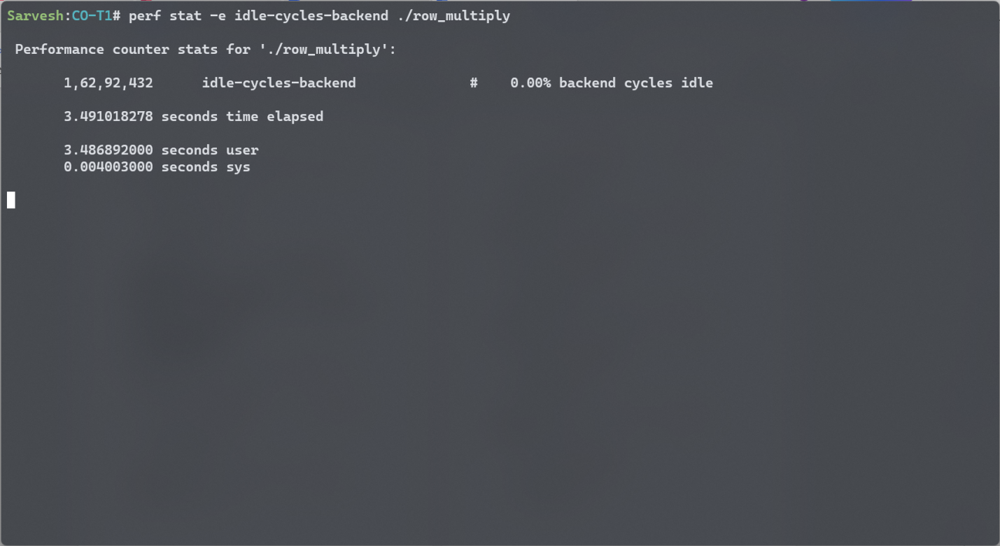 Sarvesh:CO-T1# perf stat -e idle-cycles-backend ./row_multiply
Performance counter stats for './row_multiply':
1,62,92,432      idle-cycles-backend              #    0.00% backend cycles idle
3.491018278 seconds time elapsed
3.486892000 seconds user
0.004003000 seconds sys